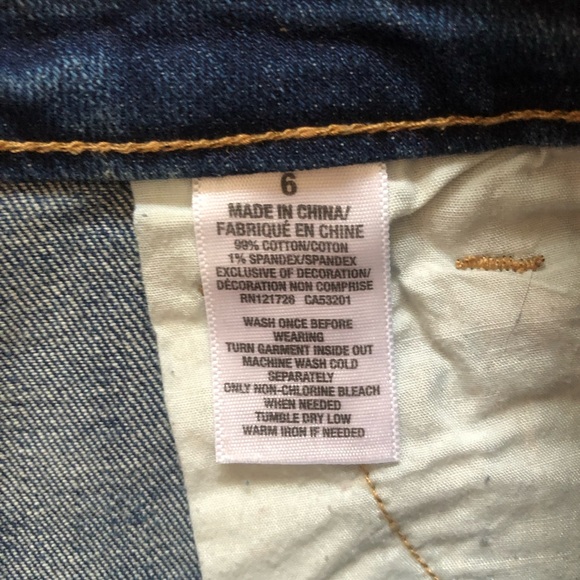 6
MADE IN CHINA/
FABRIQUÉ EN CHINE
99% COTTON/COTON
1% SPANDEX/SPANDEX
EXCLUSIVE OF DECORATION/
DÉCORATION NON COMPRISE
RN121726 CA53201
WASH ONCE BEFORE
WEARING
TURN GARMENT INSIDE OUT
MACHINE WASH COLD
SEPARATELY
ONLY NON-CHLORINE BLEACH
WHEN NEEDED
TUMBLE DRY LOW
WARM IRON IF NEEDED